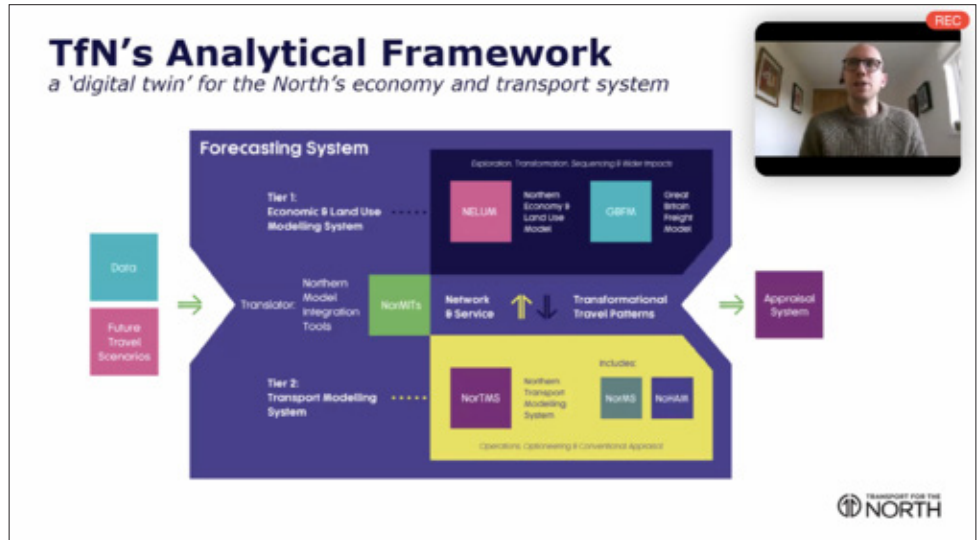 REC
TfN's Analytical Framework
a 'digital twin' for the North's economy and transport system
Forecasting System
Exploration, Transformation, Sequencing & Wider Impacts
Tier 1:
Economic & Land Use
Modelling System
NELUM
Northern
Economy &
Land Use
Model
GBFM
Great
Britain
Freight
Model
Data
Future
Travel
Scenarios
Translator:
Northern
Model
Integration
Tools
NorMITs
Network
& Service
Transformational
Travel Patterns
Appraisal
System
Tier 2:
Transport Modelling
System
NorTMS
Northern
Transport
Modelling
System
Includes:
NorMS
NoHAM
Operations, Optioneering & Conventional Appraisal
TRANSPORT FOR THE
NORTH